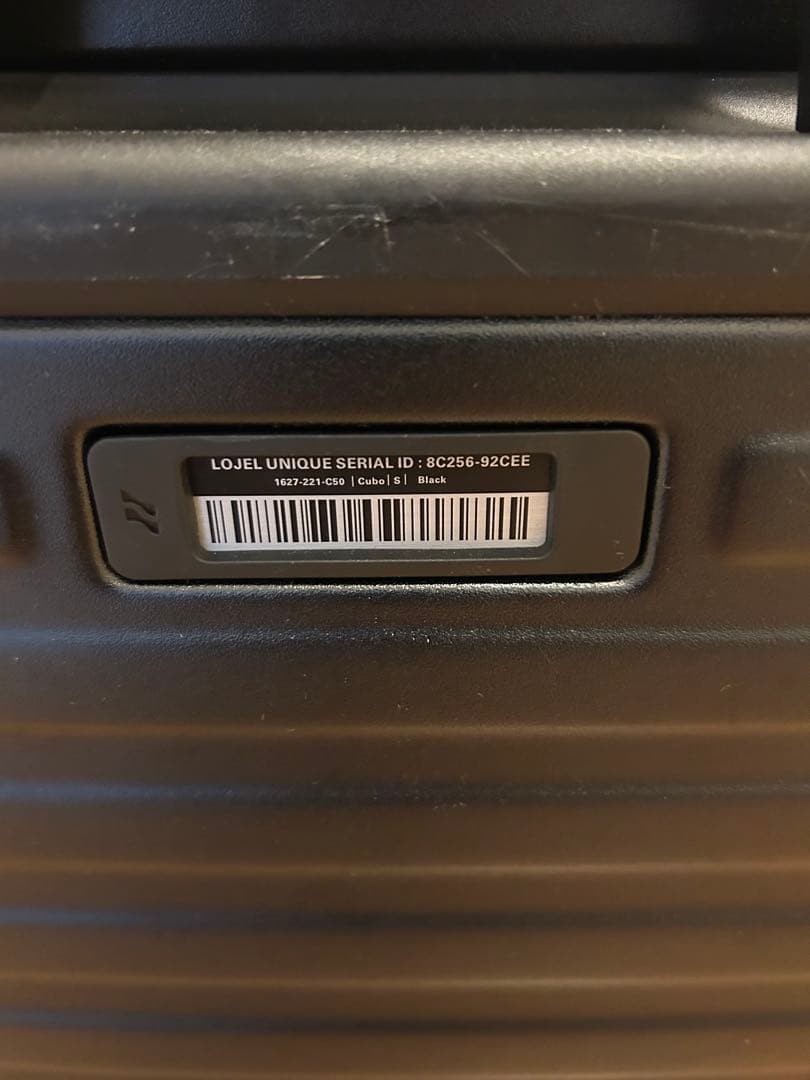 LOJEL UNIQUE SERIAL ID : 8C256-92CEE
1627-221-C50 | Cubo | S | Black